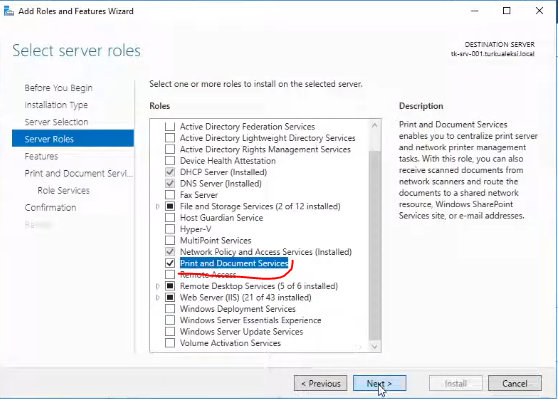 Add Roles and Features Wizard
Select server roles
DESTINATION SERVER
tk-srv-001.turkualeksi.local
Before You Begin
Installation Type
Server Selection
Server Roles
Features
Print and Document Servi...
Role Services
Confirmation
Select one or more roles to install on the selected server.
Roles
Active Directory Federation Services
Active Directory Lightweight Directory Services
Active Directory Rights Management Services
Device Health Attestation
DHCP Server (Installed)
DNS Server (Installed)
Fax Server
File and Storage Services (2 of 12 installed)
Host Guardian Service
Hyper-V
MultiPoint Services
Network Policy and Access Services (Installed)
Print and Document Services
Remote Access
Remote Desktop Services (5 of 6 installed)
Web Server (IIS) (21 of 43 installed)
Windows Deployment Services
Windows Server Essentials Experience
Windows Server Update Services
Volume Activation Services
Description
Print and Document Services
enables you to centralize print server
and network printer management
tasks. With this role, you can also
receive scanned documents from
network scanners and route the
documents to a shared network
resource, Windows SharePoint
Services site, or e-mail addresses.
< Previous
Next >
Install
Cancel